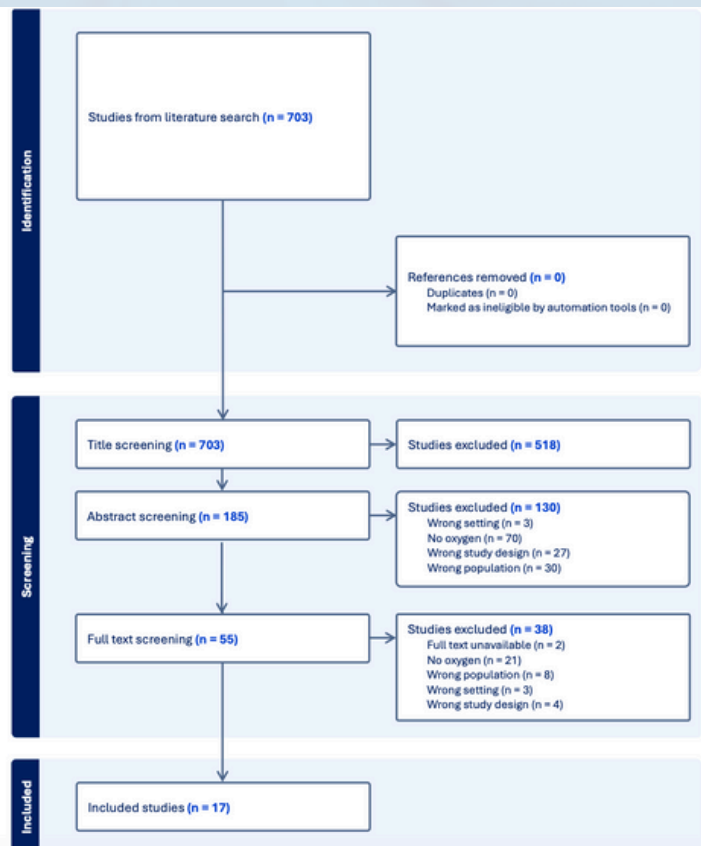 Identification
Studies from literature search (n = 703)
References removed (n = 0)
Duplicates (n = 0)
Marked as ineligible by automation tools (n = 0)
Screening
Title screening (n = 703)
Studies excluded (n = 518)
Abstract screening (n = 185)
Studies excluded (n = 130)
Wrong setting (n = 3)
No oxygen (n = 70)
Wrong study design (n = 27)
Wrong population (n = 30)
Full text screening (n = 55)
Studies excluded (n = 38)
Full text unavailable (n = 2)
No oxygen (n = 21)
Wrong population (n = 8)
Wrong setting (n = 3)
Wrong study design (n = 4)
Included
Included studies (n = 17)